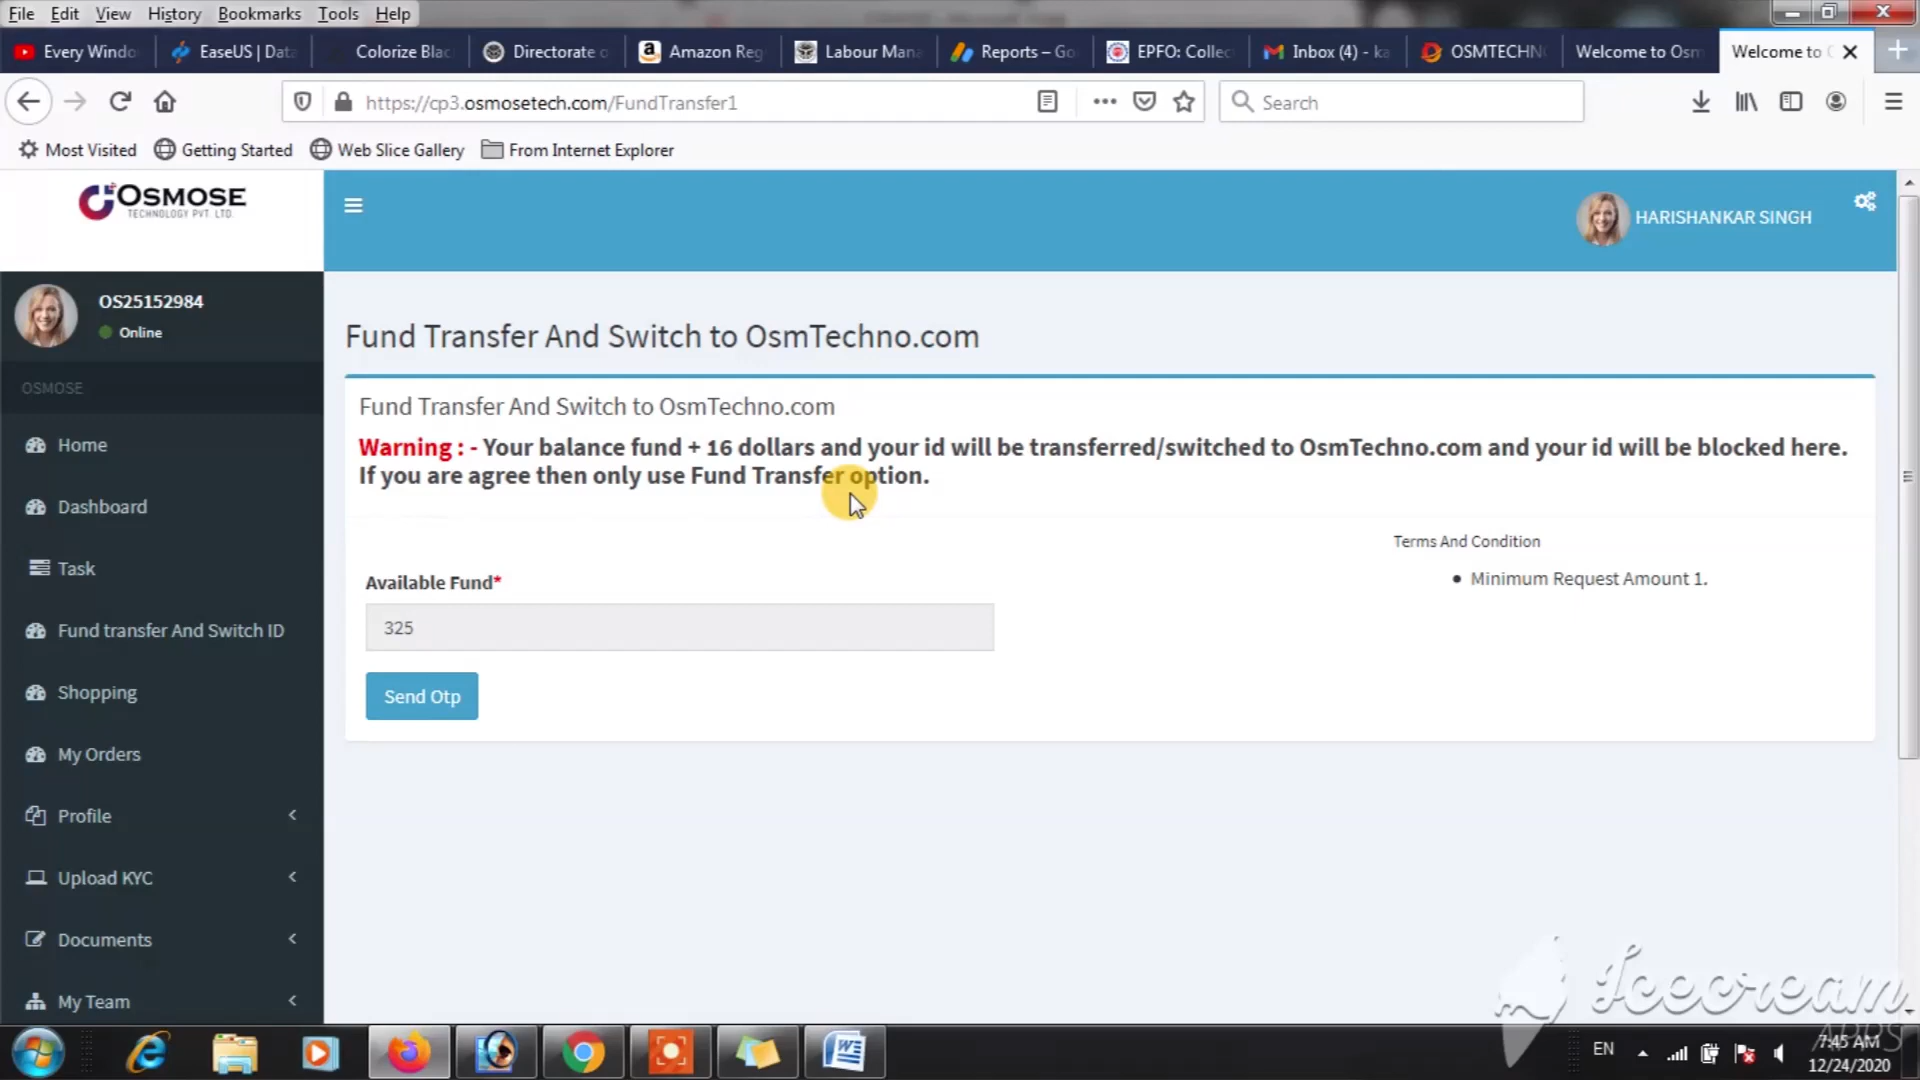 File Edit View History Bookmarks Tools Help
Every Windo EaseUS | Data Colorize Blac Directorate o Amazon Reg Labour Mana Reports – Go EPFO: Collec Inbox (4) - ka OSMTECHN Welcome to Osm Welcome to O
https://cp3.osmosetech.com/FundTransfer1 Search
Most Visited Getting Started Web Slice Gallery From Internet Explorer
OSMOSE
TECHNOLOGY PVT. LTD.
HARISHANKAR SINGH
OS25152984
Online
OSMOSE
Home
Dashboard
Task
Fund transfer And Switch ID
Shopping
My Orders
Profile
Upload KYC
Documents
My Team
Fund Transfer And Switch to OsmTechno.com
Fund Transfer And Switch to OsmTechno.com
Warning : - Your balance fund + 16 dollars and your id will be transferred/switched to OsmTechno.com and your id will be blocked here.
If you are agree then only use Fund Transfer option.
Available Fund*
325
Send Otp
Terms And Condition
Minimum Request Amount 1.
Icecream
APPS
EN
7:45 AM
12/24/2020